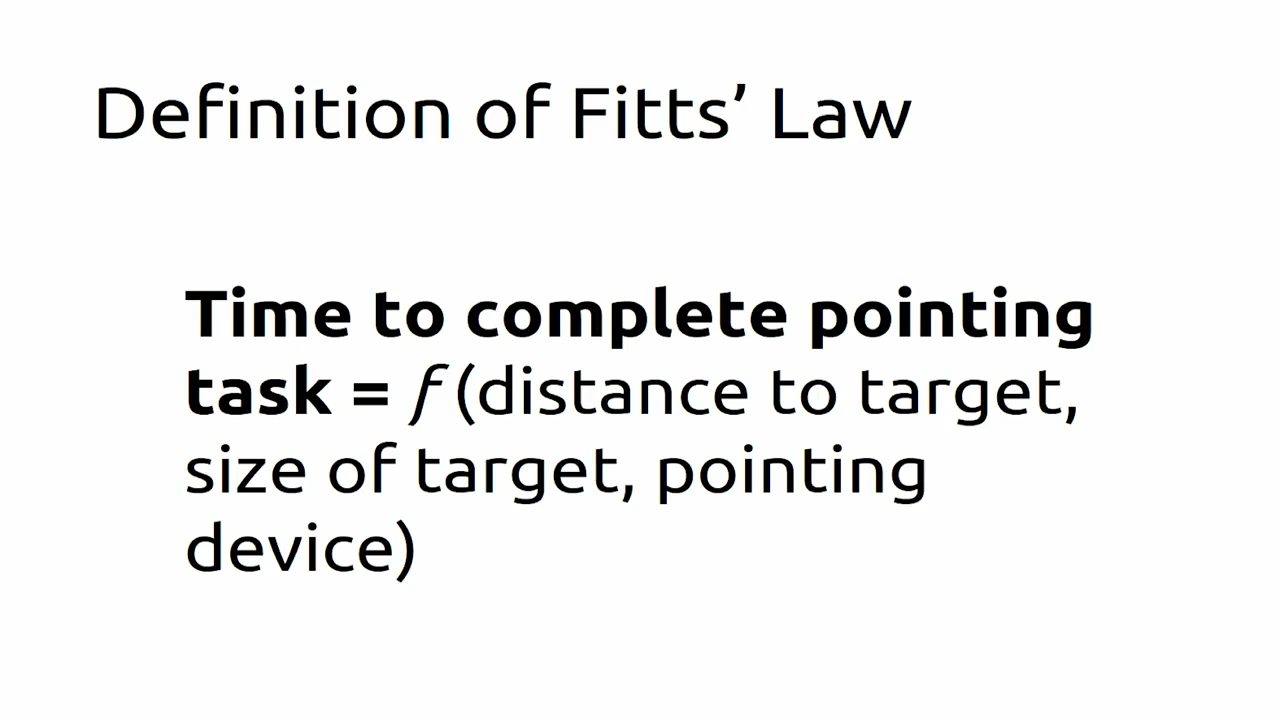 Definition of Fitts’ Law
Time to complete pointing
task = f (distance to target,
size of target, pointing
device)